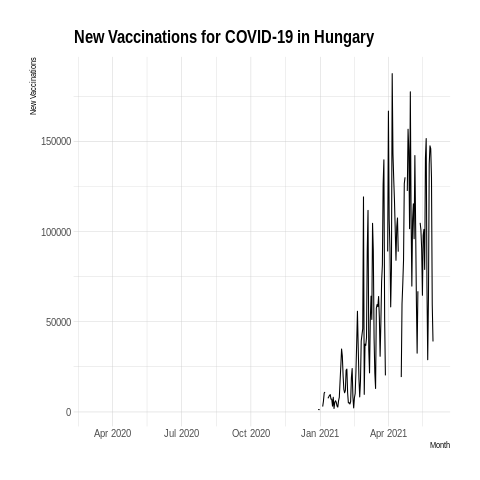 New Vaccinations for COVID-19 in Hungary
New Vaccinations
150000
100000
50000
0
Apr 2020 Jul 2020 Oct 2020 Jan 2021 Apr 2021
Month